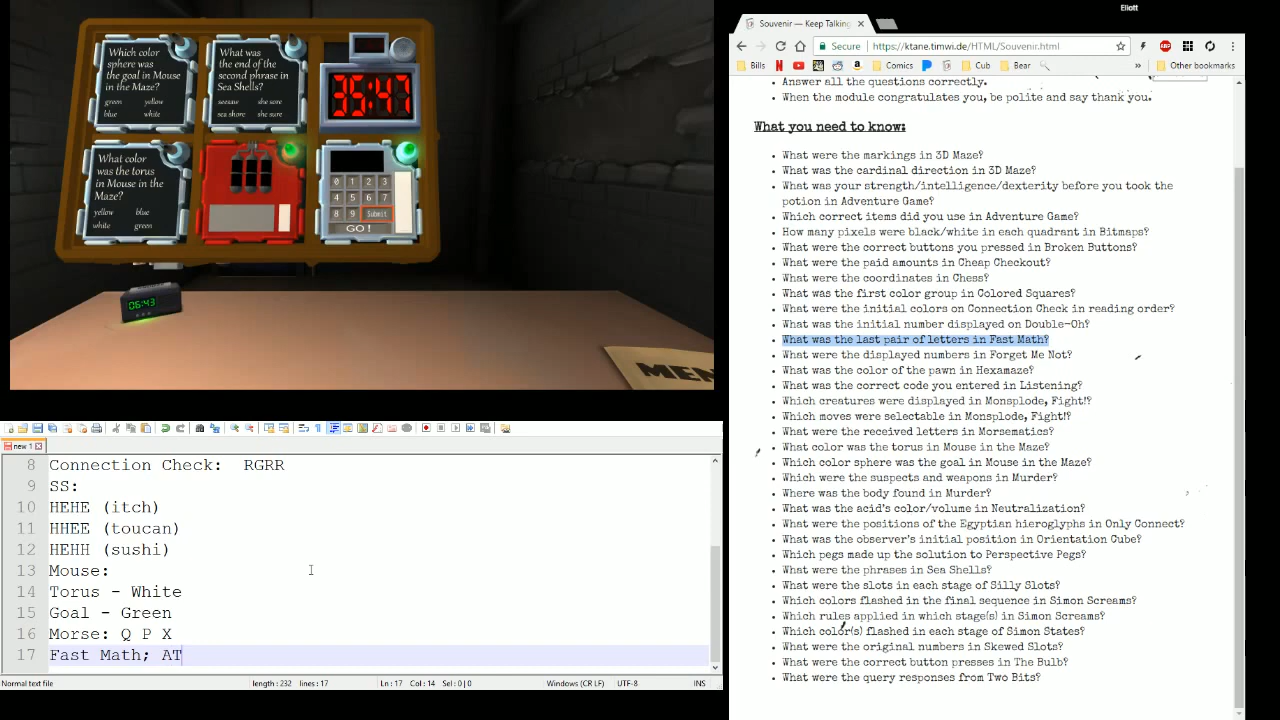 Eliott
Souvenir — Keep Talking
Secure
https://ktane.timwi.de/HTML/Souvenir.html
Bills
Comics
Cub
Bear
»
Other bookmarks
Which color
sphere was
the goal in Mouse
in the Maze?
green yellow
blue white
What was
the end of the
second phrase in
Sea Shells?
seesaw she sore
sea shore she sure
35:47
What color
was the torus
in Mouse in the
Maze?
yellow blue
white green
0 1 2 3
4 5 6 7
8 9 Submit
GO!
06:43
new 1
8 Connection Check: RGRR
9 SS:
10 HEHE (itch)
11 HHEE (toucan)
12 HEHH (sushi)
13 Mouse:
14 Torus - White
15 Goal - Green
16 Morse: Q P X
17 Fast Math; AT
Normal text file
length : 232 lines : 17
Ln : 17 Col : 14 Sel : 0 | 0
Windows (CR LF)
UTF-8
INS
• Answer all the questions correctly.
• When the module congratulates you, be polite and say thank you.
What you need to know:
• What were the markings in 3D Maze?
• What was the cardinal direction in 3D Maze?
• What was your strength/intelligence/dexterity before you took the
potion in Adventure Game?
• Which correct items did you use in Adventure Game?
• How many pixels were black/white in each quadrant in Bitmaps?
• What were the correct buttons you pressed in Broken Buttons?
• What were the paid amounts in Cheap Checkout?
• What were the coordinates in Chess?
• What was the first color group in Colored Squares?
• What were the initial colors on Connection Check in reading order?
• What was the initial number displayed on Double-Oh?
• What was the last pair of letters in Fast Math?
• What were the displayed numbers in Forget Me Not?
• What was the color of the pawn in Hexamaze?
• What was the correct code you entered in Listening?
• Which creatures were displayed in Monsplode, Fight!?
• Which moves were selectable in Monsplode, Fight!?
• What were the received letters in Morsematics?
• What color was the torus in Mouse in the Maze?
• Which color sphere was the goal in Mouse in the Maze?
• Which were the suspects and weapons in Murder?
• Where was the body found in Murder?
• What was the acid's color/volume in Neutralization?
• What were the positions of the Egyptian hieroglyphs in Only Connect?
• What was the observer's initial position in Orientation Cube?
• Which pegs made up the solution to Perspective Pegs?
• What were the phrases in Sea Shells?
• What were the slots in each stage of Silly Slots?
• Which colors flashed in the final sequence in Simon Screams?
• Which rules applied in which stage(s) in Simon Screams?
• Which color(s) flashed in each stage of Simon States?
• What were the original numbers in Skewed Slots?
• What were the correct button presses in The Bulb?
• What were the query responses from Two Bits?